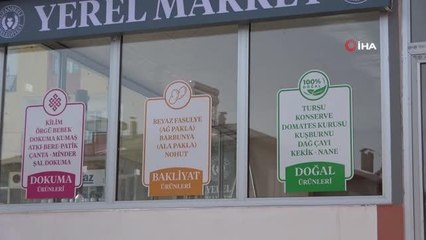 YEREL MARKET
İHA
KİLİM
ÖRGÜ BEBEK
DOKUMA KUMAŞ
ATKI BERE-PATİK
ÇANTA - MİNDER
ŞAL DOKUMA
DOKUMA
ÜRÜNLERİ
BEYAZ FASULYE
(AĞ PAKLA)
BARBUNYA
(ALA PAKLA)
NOHUT
BAKLİYAT
ÜRÜNLERİ
100%
DOĞAL
TURŞU
KONSERVE
DOMATES KURUSU
KUŞBURNU
DAĞ ÇAYI
KEKİK - NANE
DOĞAL
ÜRÜNLERİ